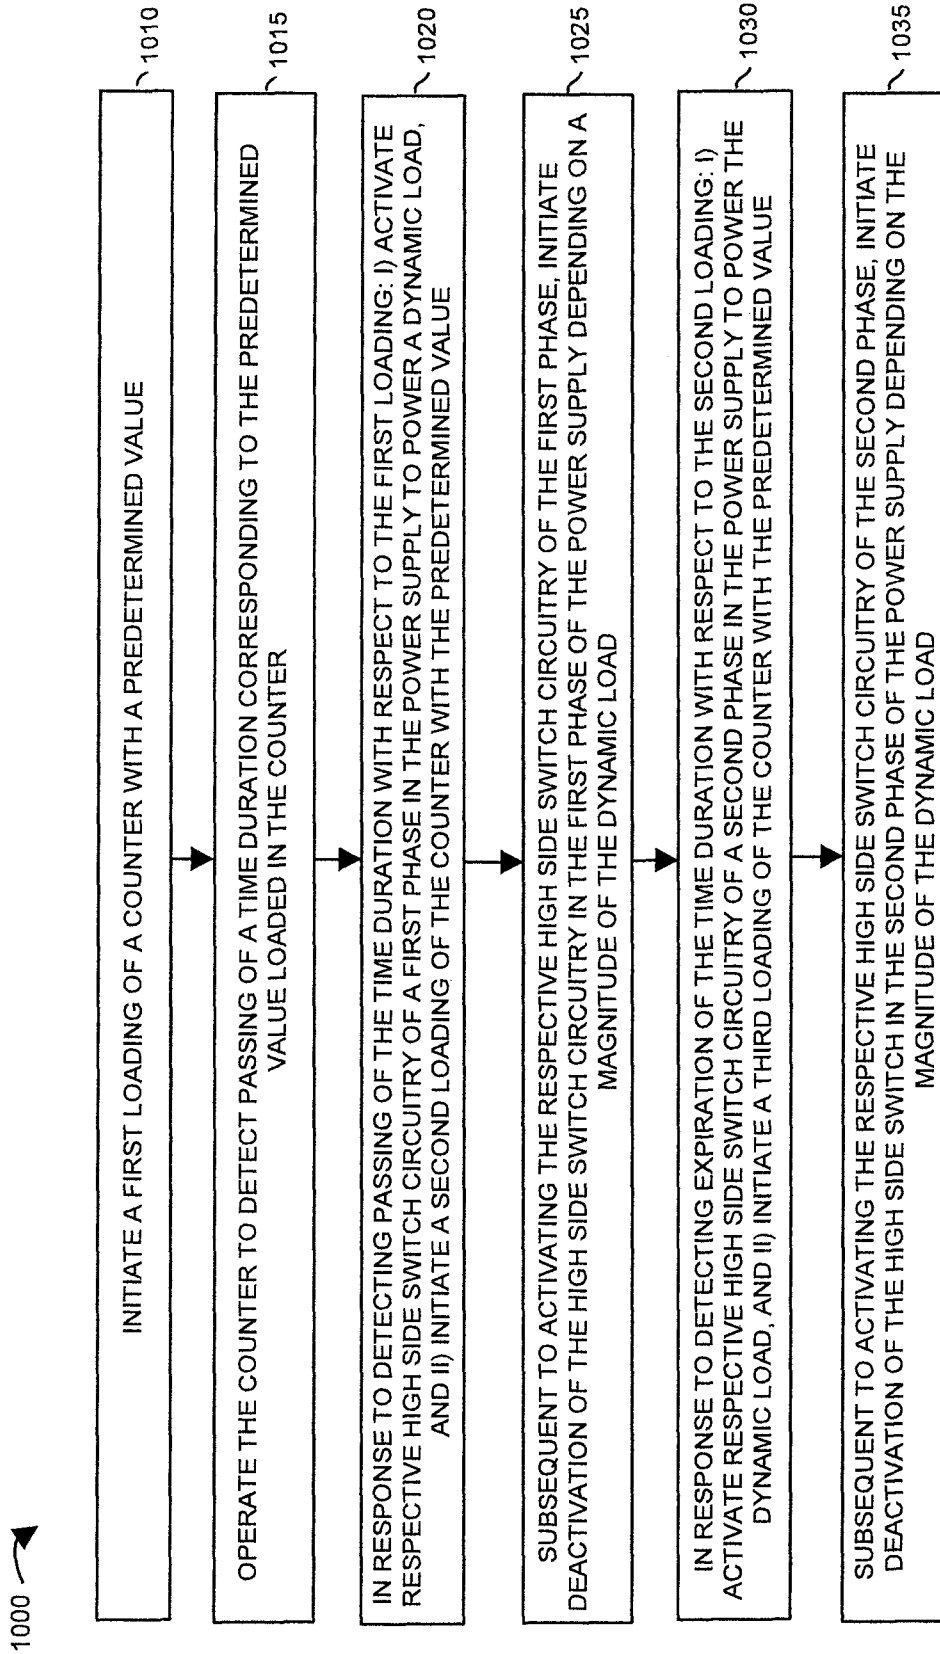 1000
INITIATE A FIRST LOADING OF A COUNTER WITH A PREDETERMINED VALUE
1010
OPERATE THE COUNTER TO DETECT PASSING OF A TIME DURATION CORRESPONDING TO THE PREDETERMINED
VALUE LOADED IN THE COUNTER
1015
IN RESPONSE TO DETECTING PASSING OF THE TIME DURATION WITH RESPECT TO THE FIRST LOADING: I) ACTIVATE
RESPECTIVE HIGH SIDE SWITCH CIRCUITRY OF A FIRST PHASE IN THE POWER SUPPLY TO POWER A DYNAMIC LOAD,
AND II) INITIATE A SECOND LOADING OF THE COUNTER WITH THE PREDETERMINED VALUE
1020
SUBSEQUENT TO ACTIVATING THE RESPECTIVE HIGH SIDE SWITCH CIRCUITRY OF THE FIRST PHASE, INITIATE
DEACTIVATION OF THE HIGH SIDE SWITCH CIRCUITRY IN THE FIRST PHASE OF THE POWER SUPPLY DEPENDING ON A
MAGNITUDE OF THE DYNAMIC LOAD
1025
IN RESPONSE TO DETECTING EXPIRATION OF THE TIME DURATION WITH RESPECT TO THE SECOND LOADING: I)
ACTIVATE RESPECTIVE HIGH SIDE SWITCH CIRCUITRY OF A SECOND PHASE IN THE POWER SUPPLY TO POWER THE
DYNAMIC LOAD, AND II) INITIATE A THIRD LOADING OF THE COUNTER WITH THE PREDETERMINED VALUE
1030
SUBSEQUENT TO ACTIVATING THE RESPECTIVE HIGH SIDE SWITCH CIRCUITRY OF THE SECOND PHASE, INITIATE
DEACTIVATION OF THE HIGH SIDE SWITCH IN THE SECOND PHASE OF THE POWER SUPPLY DEPENDING ON THE
MAGNITUDE OF THE DYNAMIC LOAD
1035